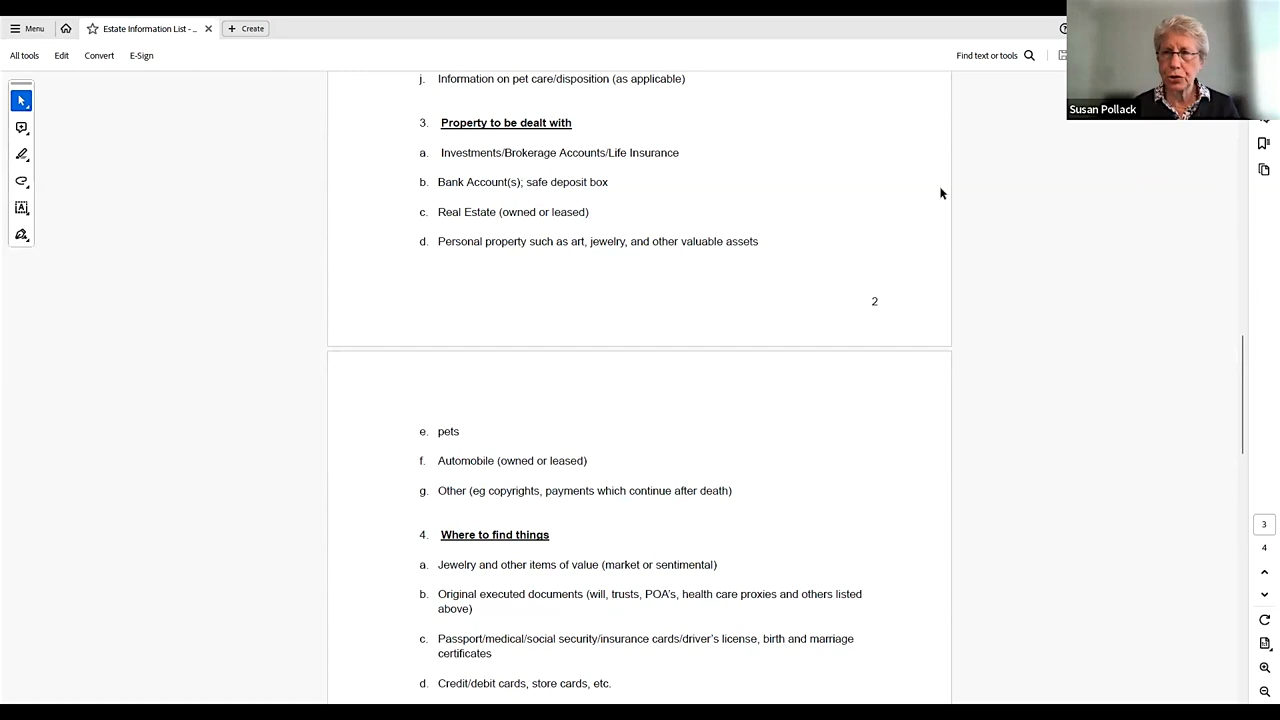 Menu
Estate Information List - ...
Create
All tools
Edit
Convert
E-Sign
Find text or tools
Susan Pollack
j. Information on pet care/disposition (as applicable)
3. Property to be dealt with
a. Investments/Brokerage Accounts/Life Insurance
b. Bank Account(s); safe deposit box
c. Real Estate (owned or leased)
d. Personal property such as art, jewelry, and other valuable assets
2
e. pets
f. Automobile (owned or leased)
g. Other (eg copyrights, payments which continue after death)
4. Where to find things
a. Jewelry and other items of value (market or sentimental)
b. Original executed documents (will, trusts, POA's, health care proxies and others listed
above)
c. Passport/medical/social security/insurance cards/driver's license, birth and marriage
certificates
d. Credit/debit cards, store cards, etc.
3
4